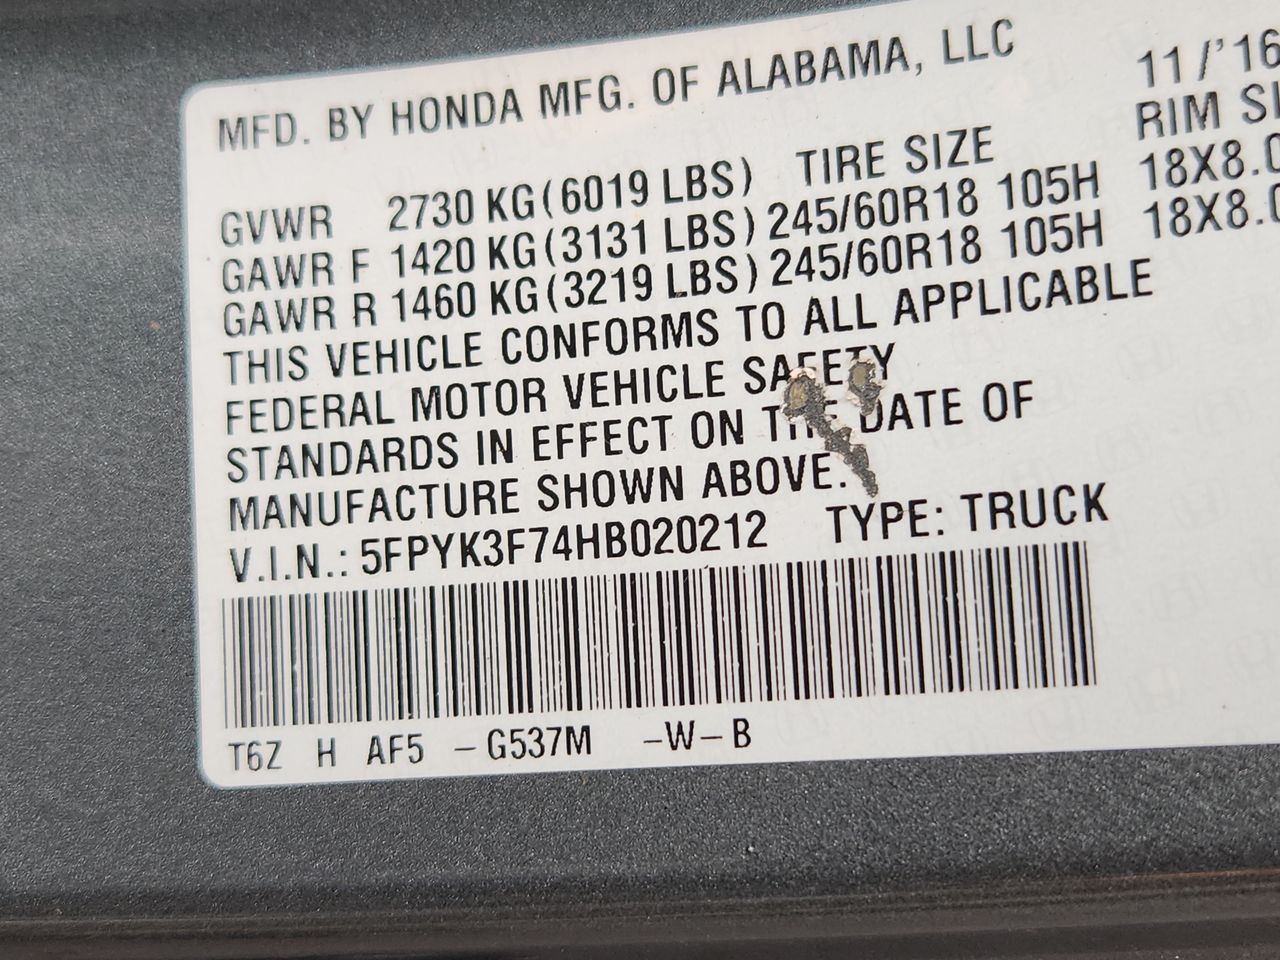 MFD. BY HONDA MFG. OF ALABAMA, LLC 11/'16
GVWR 2730 KG(6019 LBS) TIRE SIZE RIM SI
GAWR F 1420 KG(3131 LBS) 245/60R18 105H 18X8.0
GAWR R 1460 KG(3219 LBS) 245/60R18 105H 18X8.0
THIS VEHICLE CONFORMS TO ALL APPLICABLE
FEDERAL MOTOR VEHICLE SAFETY
STANDARDS IN EFFECT ON THE DATE OF
MANUFACTURE SHOWN ABOVE.
V.I.N.: 5FPYK3F74HB020212 TYPE: TRUCK
T6Z H AF5 -G537M -W-B